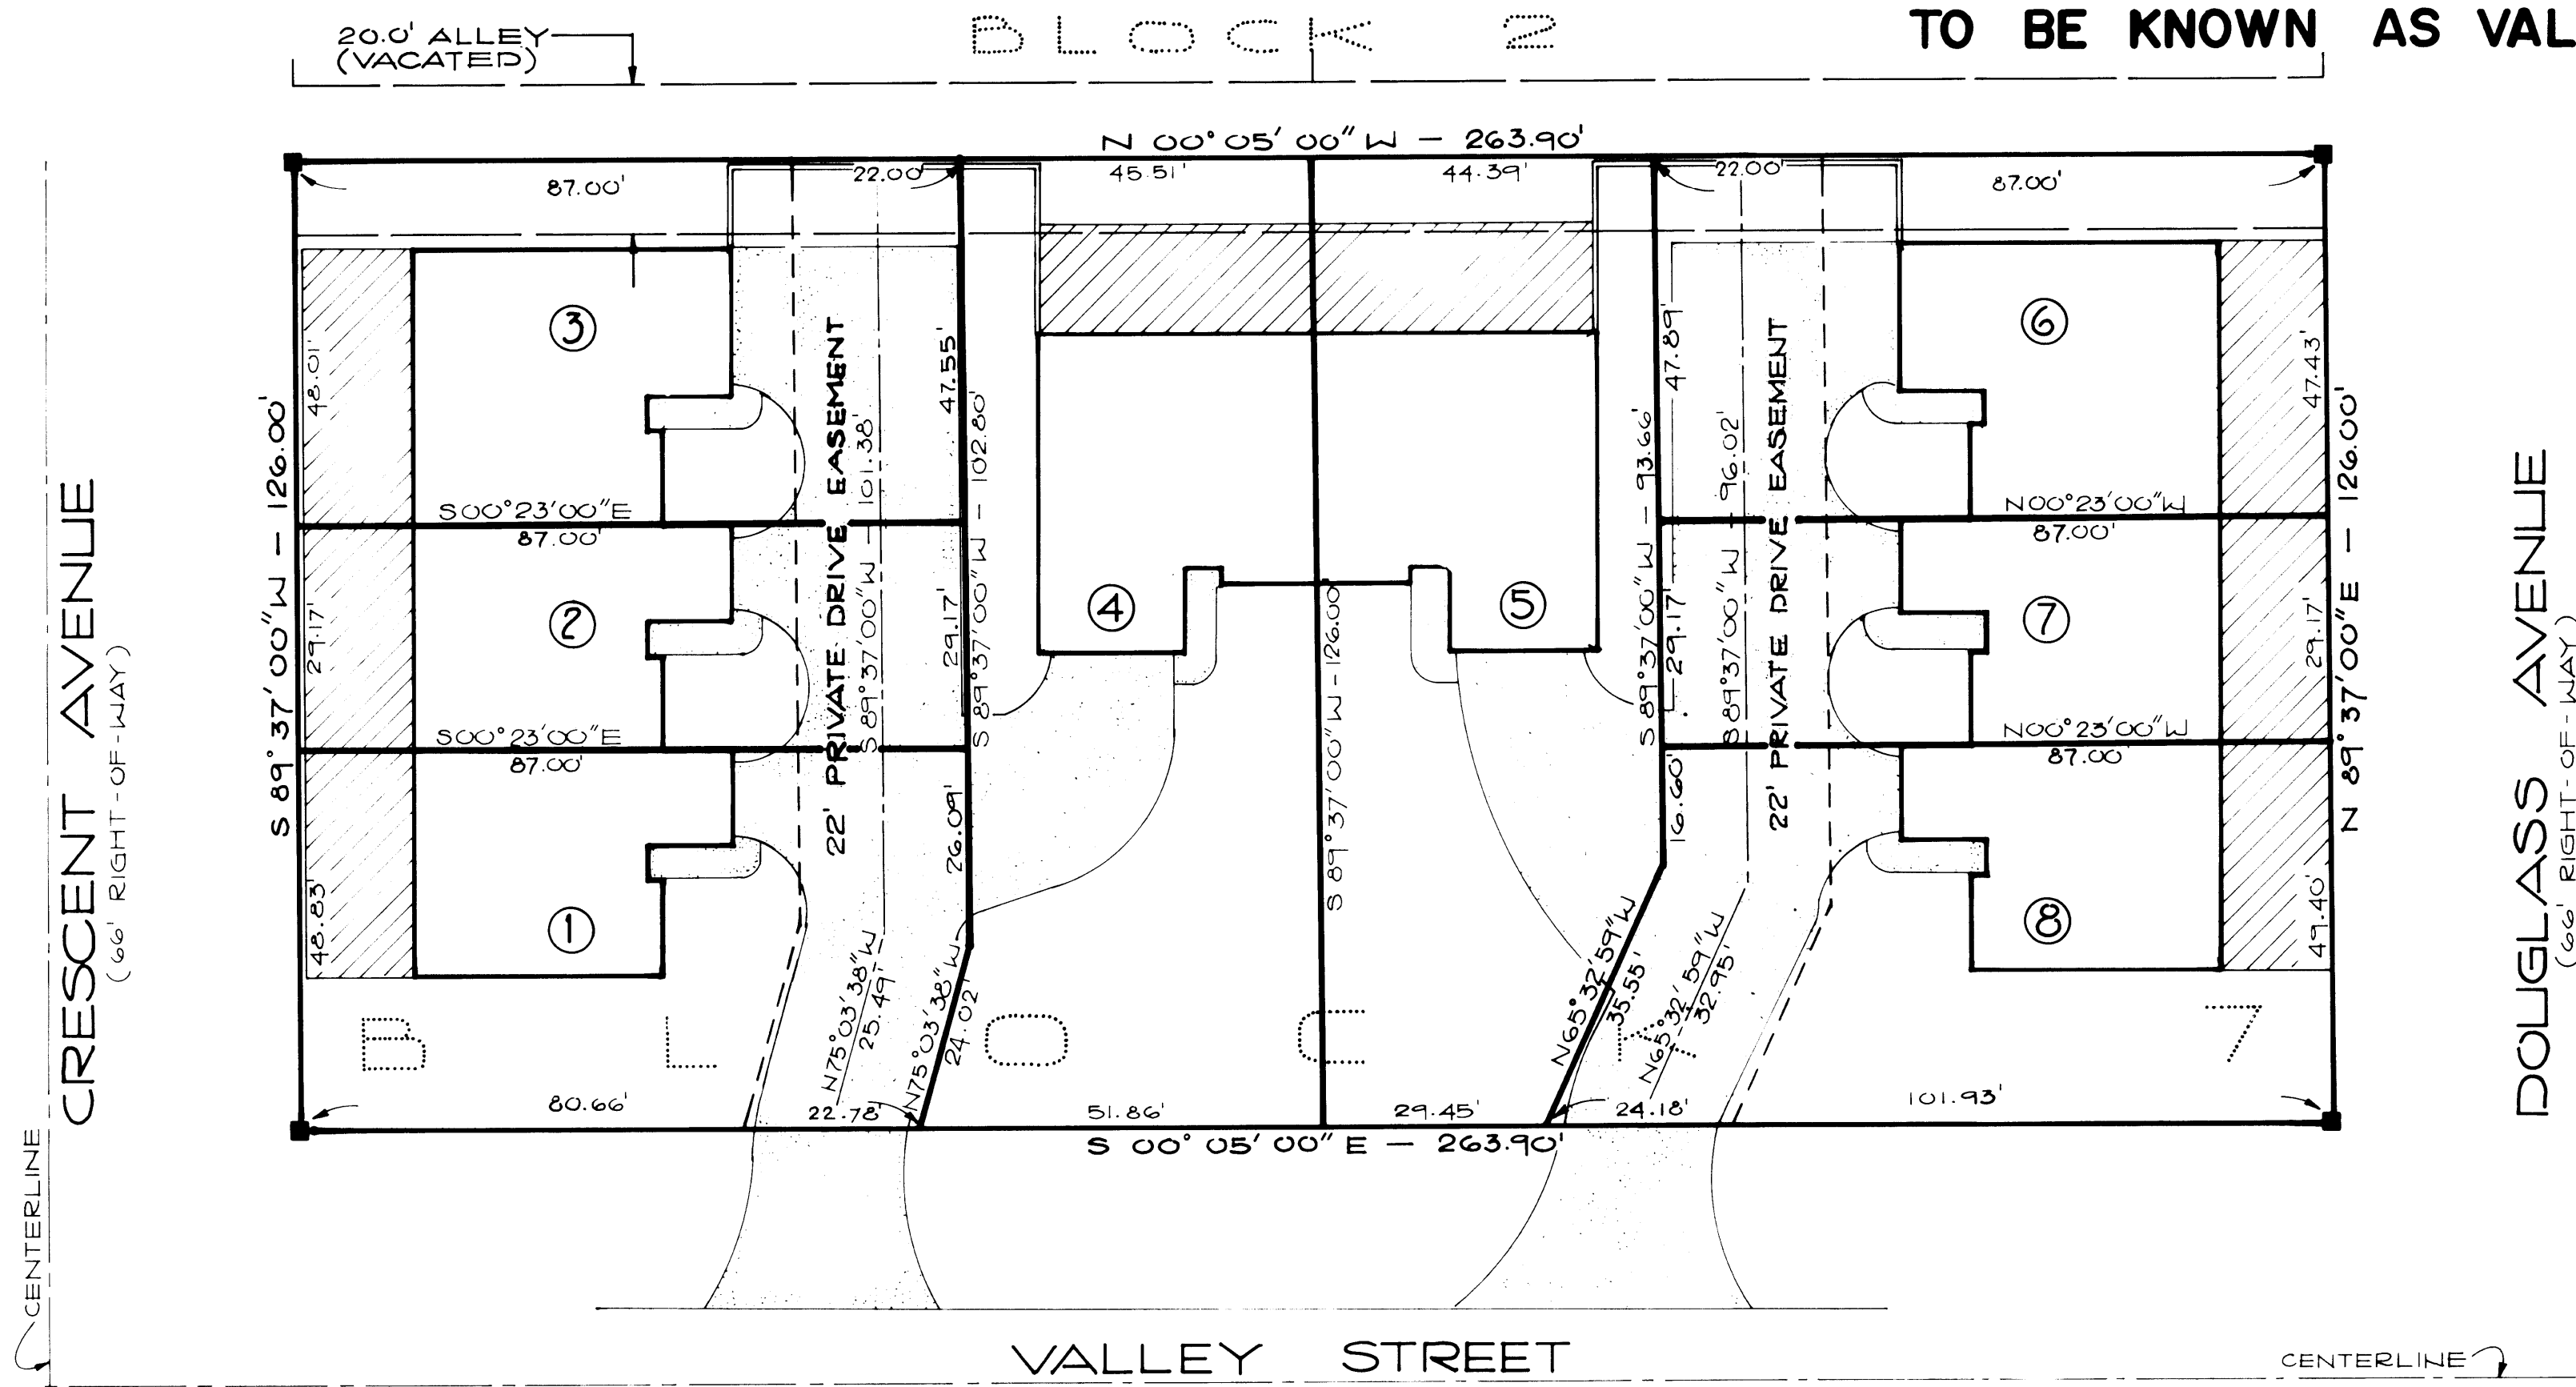 TO BE KNOWN AS VAL
BLOCK 2
20.0' ALLEY
(VACATED)
N 00° 05' 00" W — 263.90'
87.00'
22.00'
45.51'
44.39'
22.00'
87.00'
3
6
48.01'
47.55'
47.89'
47.43'
S 89° 37' 00" W — 126.00'
22' PRIVATE DRIVE EASEMENT
S 89° 37' 00" W — 101.38'
S 89° 37' 00" W — 102.80'
S 89° 37' 00" W — 93.66'
S 89° 37' 00" W — 96.02'
22' PRIVATE DRIVE EASEMENT
N 89° 37' 00" E — 126.00'
CRESCENT AVENUE
(66' RIGHT-OF-WAY)
DOUGLASS AVENUE
(66' RIGHT-OF-WAY)
S00°23'00"E
87.00'
N00°23'00"W
87.00'
2
4
5
7
29.17'
29.17'
29.17'
29.17'
S 89° 37' 00" W - 126.00'
S00°23'00"E
87.00'
N00°23'00"W
87.00'
1
8
48.83'
26.09'
16.60'
49.40'
N75°03'38"W
25.49'
N75°03'38"W
24.02'
N65°32'59"W
35.55'
N65°32'59"W
32.95'
BLOCK 7
80.66'
22.78'
51.86'
29.45'
24.18'
101.93'
S 00° 05' 00" E — 263.90'
CENTERLINE
VALLEY STREET
CENTERLINE